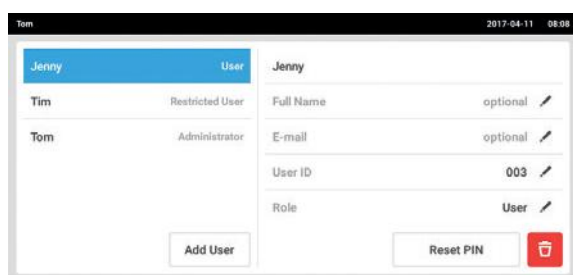 Tom 2017-04-11 08:08
Jenny User
Tim Restricted User
Tom Administrator
Add User
Jenny
Full Name optional
E-mail optional
User ID 003
Role User
Reset PIN